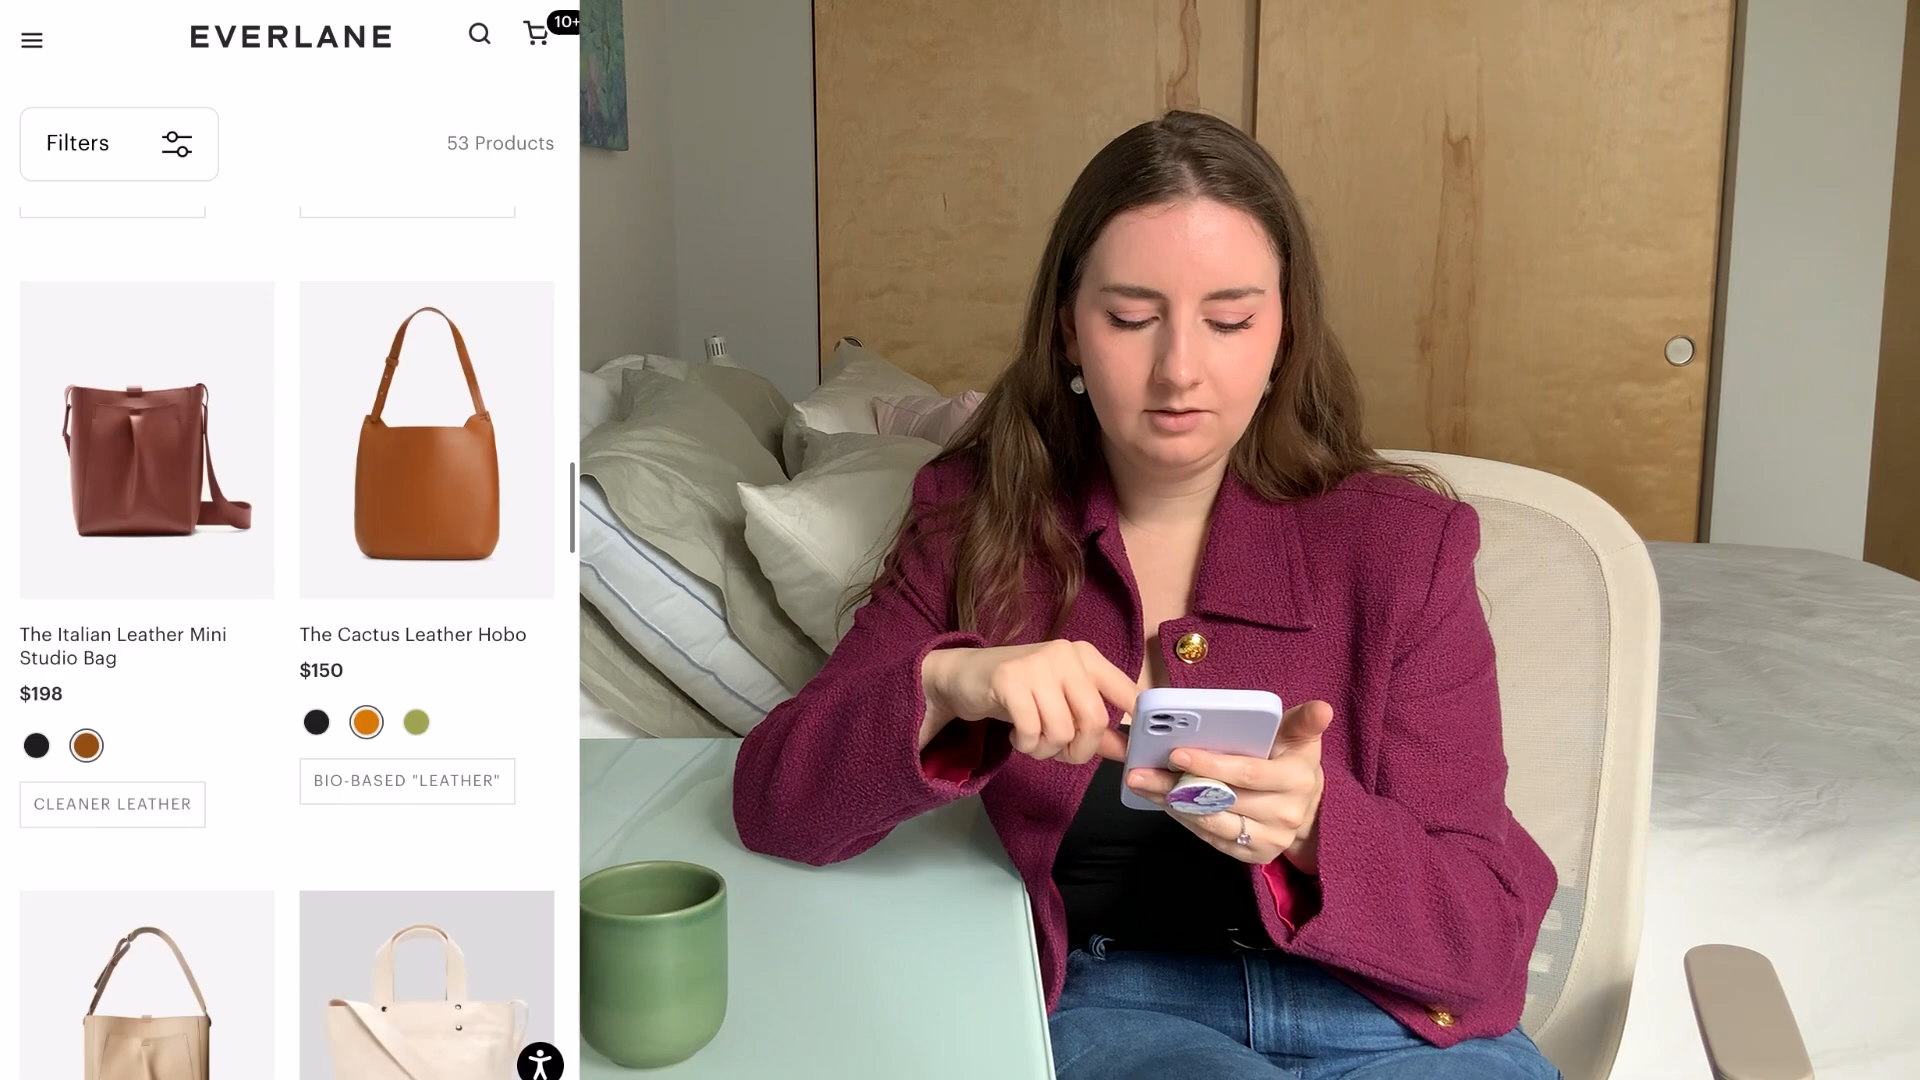 EVERLANE
10+
Filters
53 Products
The Italian Leather Mini
Studio Bag
$198
CLEANER LEATHER
The Cactus Leather Hobo
$150
BIO-BASED "LEATHER"